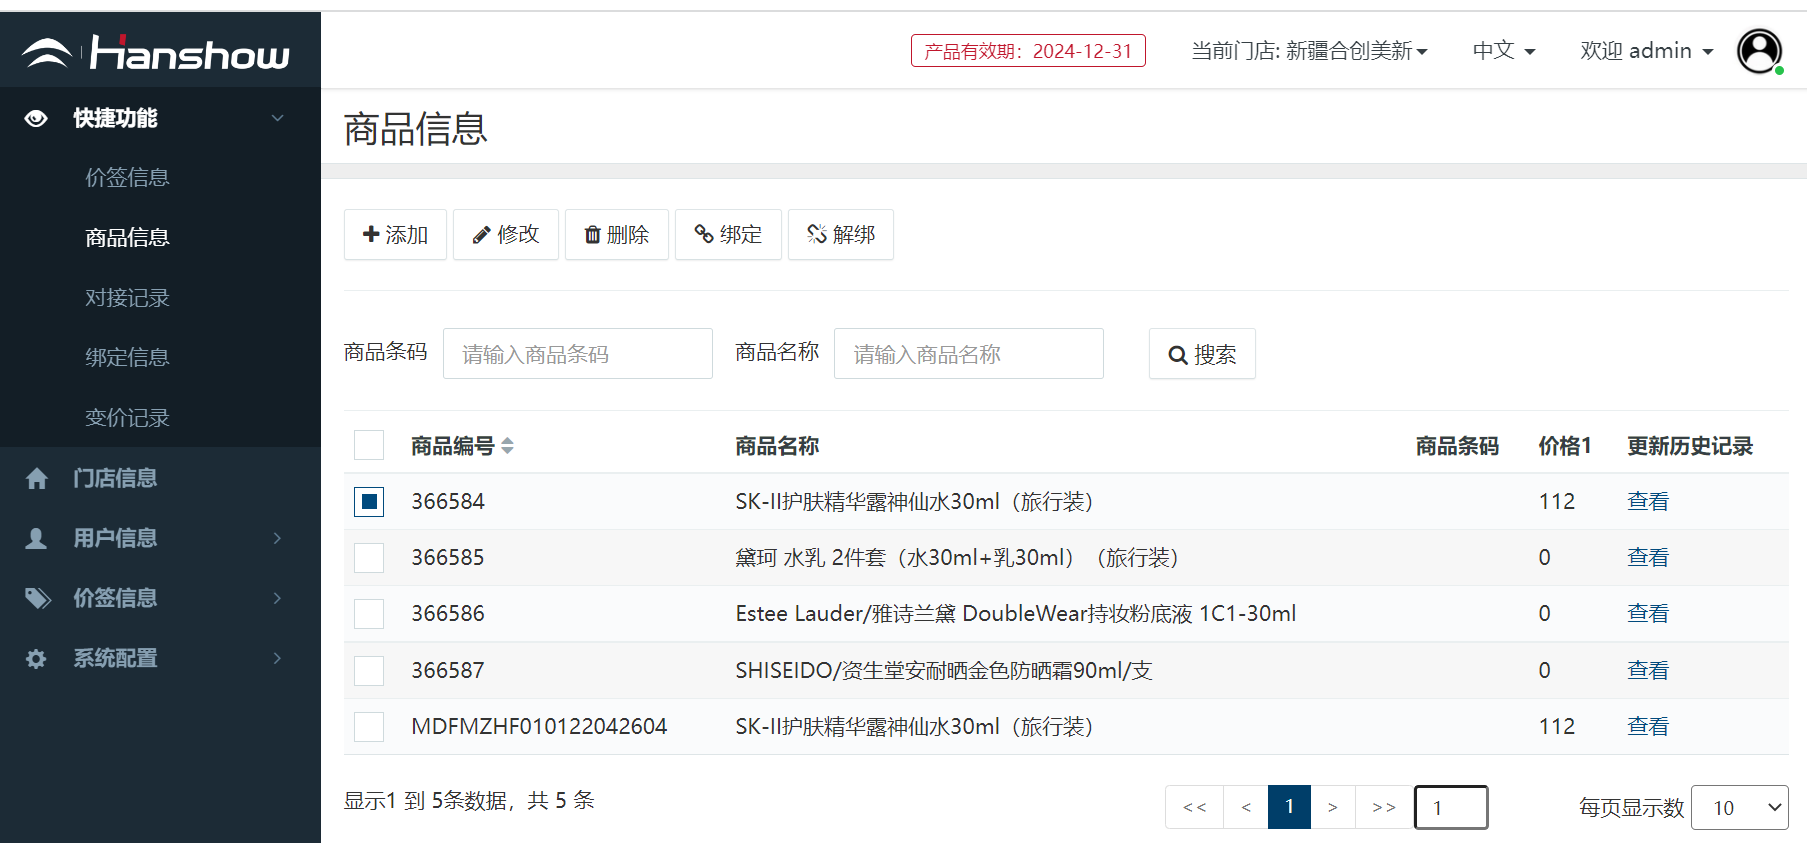 Hanshow
产品有效期：2024-12-31
当前门店: 新疆合创美新
中文
欢迎 admin
快捷功能
价签信息
商品信息
对接记录
绑定信息
变价记录
门店信息
用户信息
价签信息
系统配置
商品信息
添加 修改 删除 绑定 解绑
商品条码 请输入商品条码 商品名称 请输入商品名称 搜索
商品编号 商品名称 商品条码 价格1 更新历史记录
366584 SK-II护肤精华露神仙水30ml（旅行装） 112 查看
366585 黛珂 水乳 2件套（水30ml+乳30ml）（旅行装） 0 查看
366586 Estee Lauder/雅诗兰黛 DoubleWear持妆粉底液 1C1-30ml 0 查看
366587 SHISEIDO/资生堂安耐晒金色防晒霜90ml/支 0 查看
MDFMZHF010122042604 SK-II护肤精华露神仙水30ml（旅行装） 112 查看
显示1 到 5条数据，共 5 条
<< < 1 > >> 1
每页显示数 10